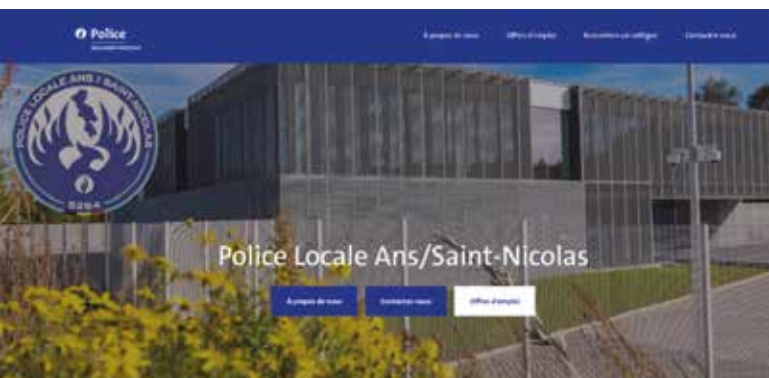 Police
À propos de nous Offres d'emploi Rencontrez un collègue Contactez-nous
POLICE LOCALE ANS / SAINT-NICOLAS
5284
Police Locale Ans/Saint-Nicolas
À propos de nous Contactez-nous Offres d'emploi